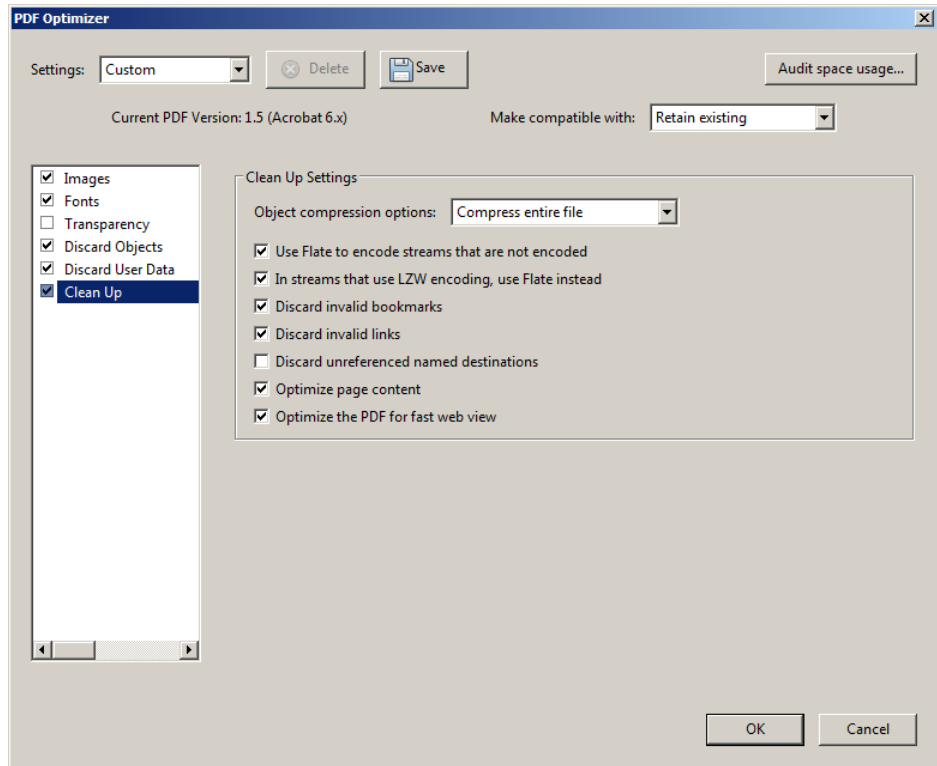 PDF Optimizer
Settings: Custom Delete Save Audit space usage...
Current PDF Version: 1.5 (Acrobat 6.x) Make compatible with: Retain existing
Images
Fonts
Transparency
Discard Objects
Discard User Data
Clean Up
Clean Up Settings
Object compression options: Compress entire file
Use Flate to encode streams that are not encoded
In streams that use LZW encoding, use Flate instead
Discard invalid bookmarks
Discard invalid links
Discard unreferenced named destinations
Optimize page content
Optimize the PDF for fast web view
OK Cancel